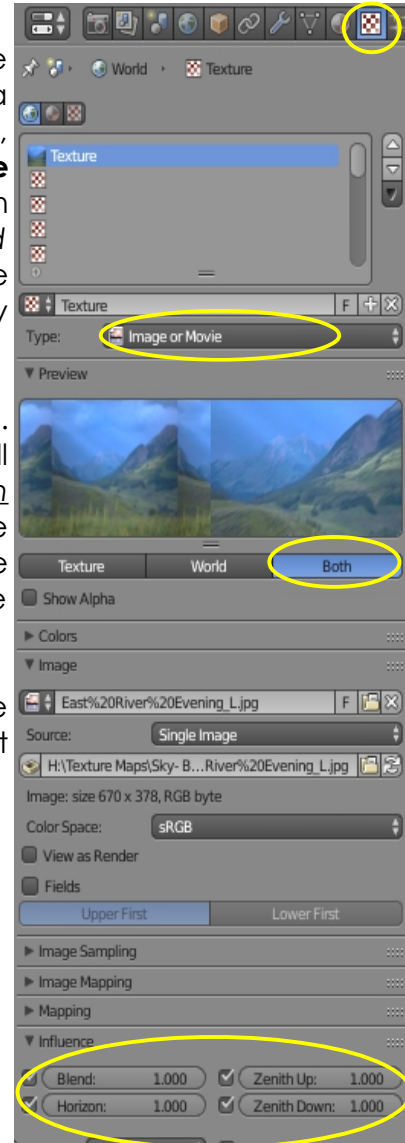 World Texture
Texture
Texture F
Type: Image or Movie
Preview
Texture World Both
Show Alpha
Colors
Image
East%20River%20Evening_L.jpg F
Source: Single Image
H:\Texture Maps\Sky- B...River%20Evening_L.jpg
Image: size 670 x 378, RGB byte
Color Space: sRGB
View as Render
Fields
Upper First Lower First
Image Sampling
Image Mapping
Mapping
Influence
Blend: 1.000 Zenith Up: 1.000
Horizon: 1.000 Zenith Down: 1.000